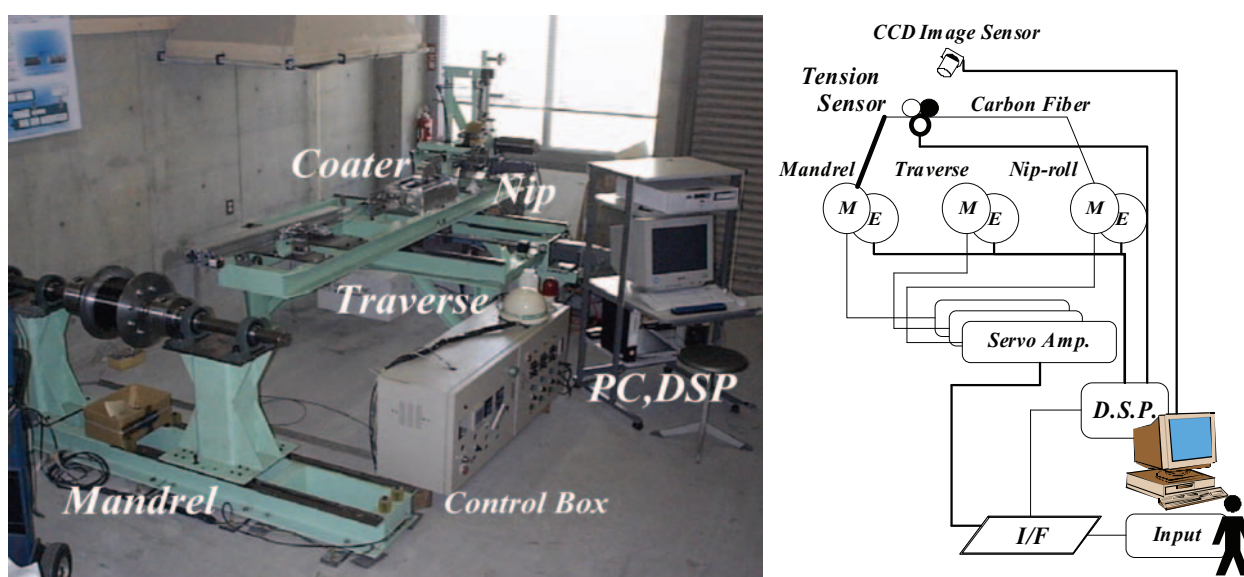 Coater
Nip
Traverse
PC,DSP
Mandrel
Control Box
CCD Image Sensor
Tension
Sensor
Carbon Fiber
Mandrel
Traverse
Nip-roll
M
E
M
E
M
E
Servo Amp.
D.S.P.
I/F
Input